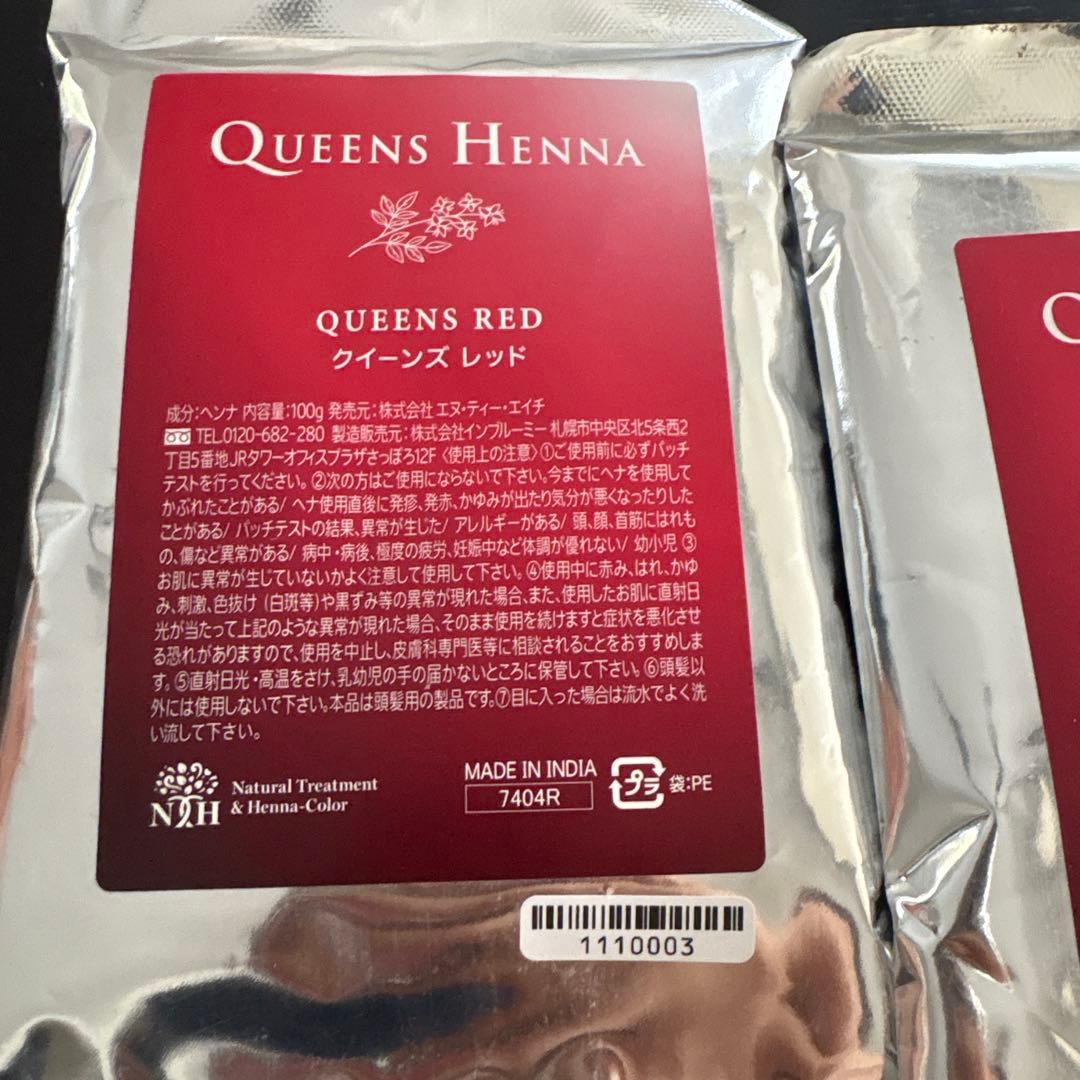 QUEENS HENNA
QUEENS RED
クイーンズ レッド
成分:ヘンナ 内容量:100g 発売元:株式会社 エヌ・ティー・エイチ
TEL.0120-682-280 製造販売元:株式会社インブルーミー 札幌市中央区北5条西2
丁目5番地JRタワーオフィスプラザさっぽろ12F〈使用上の注意〉①ご使用前に必ずパッチ
テストを行ってください。②次の方はご使用にならないで下さい。今までにヘナを使用して
かぶれたことがある/ ヘナ使用直後に発疹、発赤、かゆみが出たり気分が悪くなったりした
ことがある/ パッチテストの結果、異常が生じた/ アレルギーがある/ 頭、顔、首筋にはれも
の、傷など異常がある/ 病中・病後、極度の疲労、妊娠中など体調が優れない/ 幼小児 ③
お肌に異常が生じていないかよく注意して使用して下さい。④使用中に赤み、はれ、かゆ
み、刺激、色抜け (白斑等)や黒ずみ等の異常が現れた場合、また、使用したお肌に直射日
光が当たって上記のような異常が現れた場合、そのまま使用を続けますと症状を悪化させ
る恐れがありますので、使用を中止し、皮膚科専門医等に相談されることをおすすめしま
す。⑤直射日光・高温をさけ、乳幼児の手の届かないところに保管して下さい。⑥頭髪以
外には使用しないで下さい。本品は頭髪用の製品です。⑦目に入った場合は流水でよく洗
い流して下さい。
NTH
Natural Treatment
& Henna-Color
MADE IN INDIA
7404R
プラ 袋:PE
1110003
Q